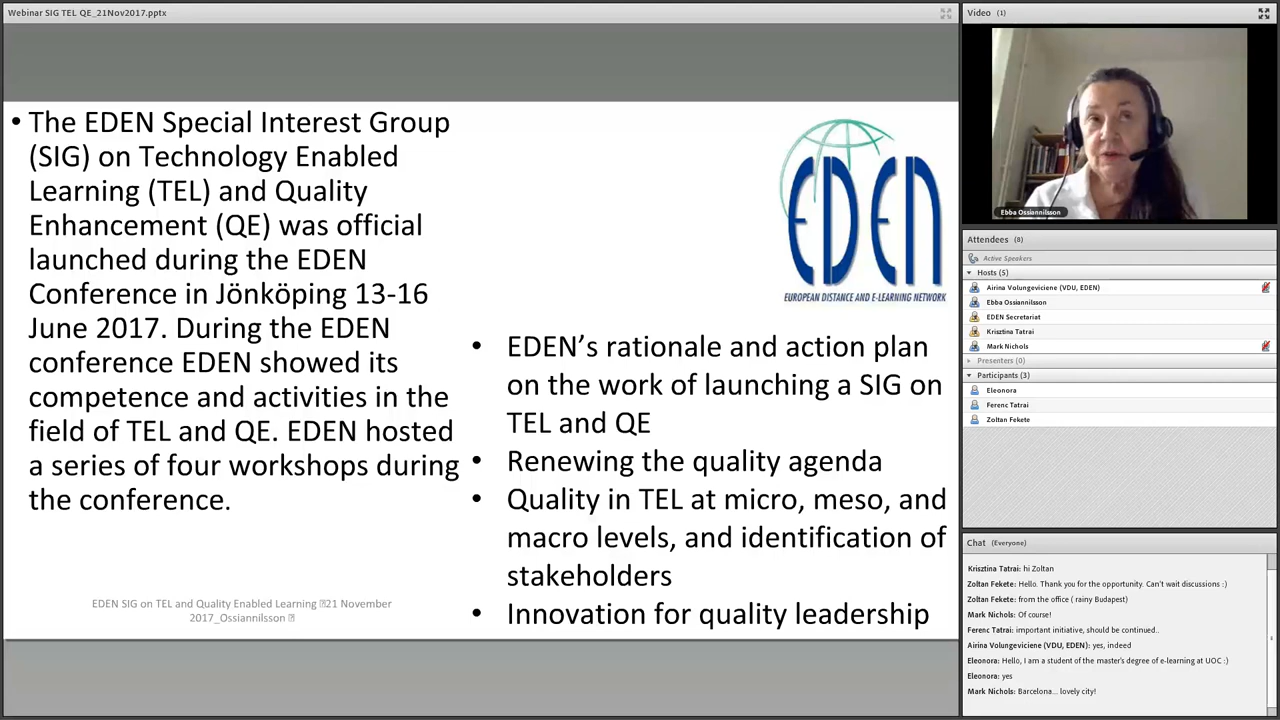 Webinar SIG TEL QE_21Nov2017.pptx
• The EDEN Special Interest Group
(SIG) on Technology Enabled
Learning (TEL) and Quality
Enhancement (QE) was official
launched during the EDEN
Conference in Jönköping 13-16
June 2017. During the EDEN
conference EDEN showed its
competence and activities in the
field of TEL and QE. EDEN hosted
a series of four workshops during
the conference.
EDEN SIG on TEL and Quality Enabled Learning 21 November
2017_Ossiannilsson
EDEN
EUROPEAN DISTANCE AND E-LEARNING NETWORK
• EDEN’s rationale and action plan
on the work of launching a SIG on
TEL and QE
• Renewing the quality agenda
• Quality in TEL at micro, meso, and
macro levels, and identification of
stakeholders
• Innovation for quality leadership
Video (1)
Ebba Ossiannilsson
Attendees (8)
Active Speakers
Hosts (5)
Airina Volungeviciene (VDU, EDEN)
Ebba Ossiannilsson
EDEN Secretariat
Krisztina Tatrai
Mark Nichols
Presenters (0)
Participants (3)
Eleonora
Ferenc Tatrai
Zoltan Fekete
Chat (Everyone)
Krisztina Tatrai: hi Zoltan
Zoltan Fekete: Hello. Thank you for the opportunity. Can't wait discussions :)
Zoltan Fekete: from the office ( rainy Budapest)
Mark Nichols: Of course!
Ferenc Tatrai: important initiative, should be continued..
Airina Volungeviciene (VDU, EDEN): yes, indeed
Eleonora: Hello, I am a student of the master's degree of e-learning at UOC :)
Eleonora: yes
Mark Nichols: Barcelona... lovely city!